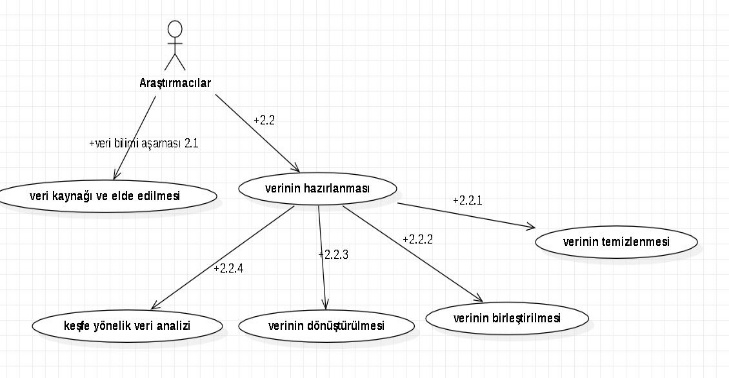 Araştırmacılar
+2.2
+veri bilimi aşaması 2.1
verinin hazırlanması
veri kaynağı ve elde edilmesi
+2.2.1
+2.2.2
verinin temizlenmesi
+2.2.3
+2.2.4
verinin birleştirilmesi
keşfe yönelik veri analizi
verinin dönüştürülmesi